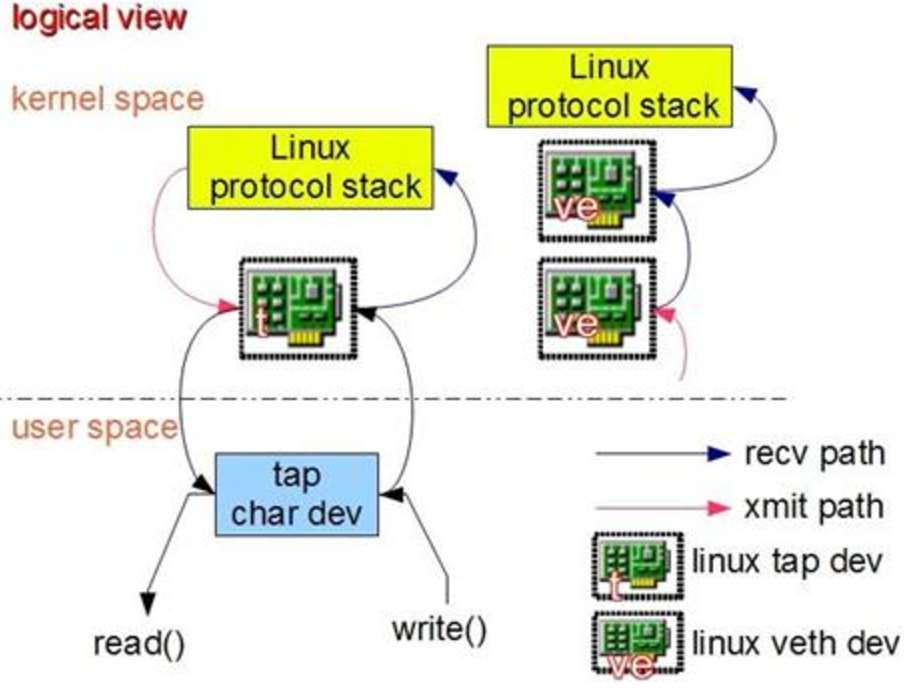 logical view
kernel space
Linux
protocol stack
Linux
protocol stack
ve
t
ve
user space
tap
char dev
read()
write()
recv path
xmit path
t
linux tap dev
ve
linux veth dev